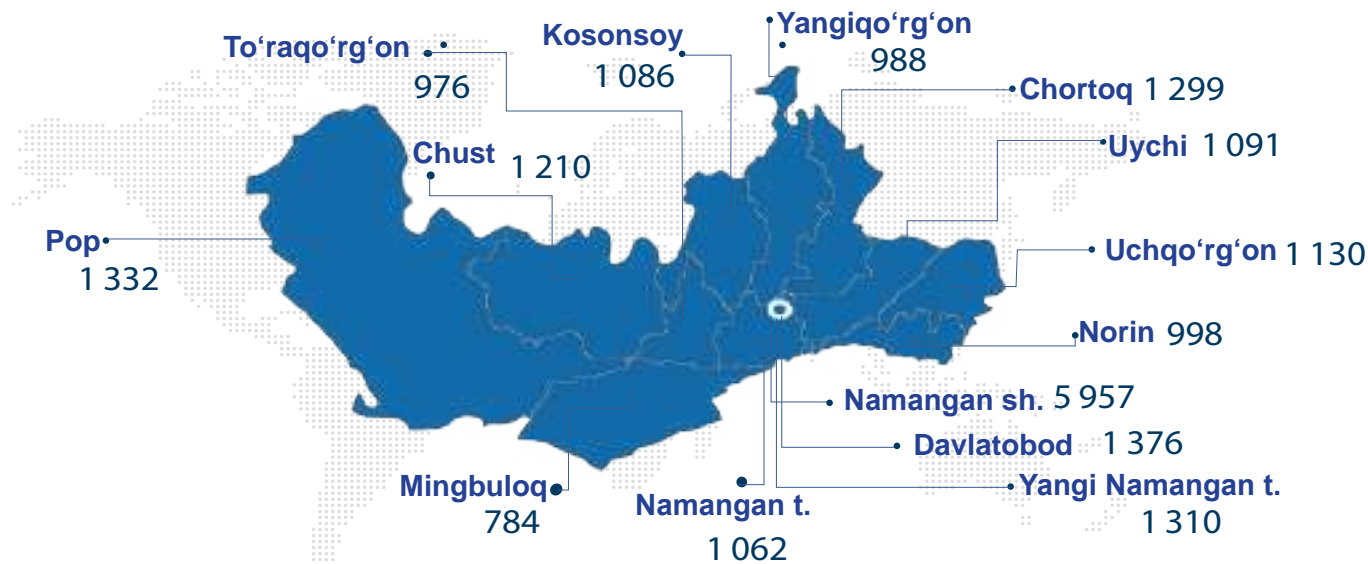 Yangiqo‘rg‘on
988
To‘raqo‘rg‘on
976
Kosonsoy
1 086
Chortoq 1 299
Uychi 1 091
Chust 1 210
Pop
1 332
Uchqo‘rg‘on 1 130
Norin 998
Namangan sh. 5 957
Davlatobod 1 376
Yangi Namangan t.
1 310
Mingbuloq
784
Namangan t.
1 062